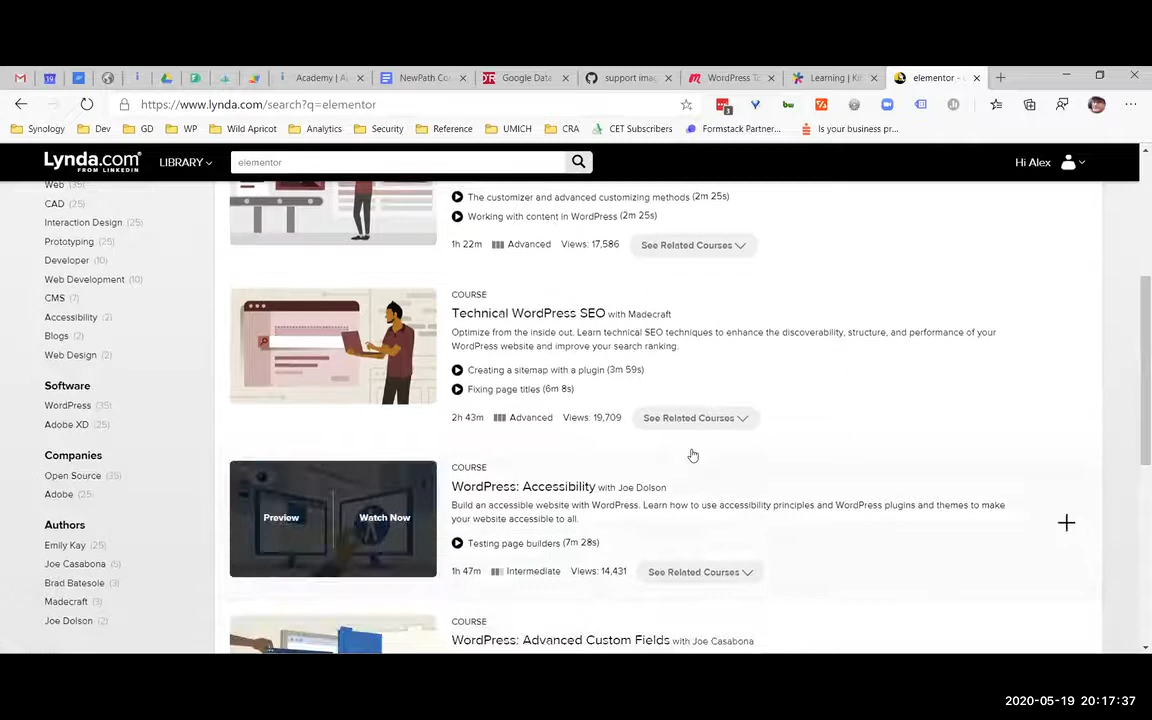 Academy | A
NewPath Co
Google Data
support ima
WordPress T
Learning | Ki
elementor -
https://www.lynda.com/search?q=elementor
Synology Dev GD WP Wild Apricot Analytics Security Reference UMICH CRA CET Subscribers Formstack Partner... Is your business pr...
Lynda.com
FROM LINKEDIN
LIBRARY
elementor
Hi Alex
Web (35)
CAD (25)
Interaction Design (25)
Prototyping (25)
Developer (10)
Web Development (10)
CMS (7)
Accessibility (2)
Blogs (2)
Web Design (2)
Software
WordPress (35)
Adobe XD (25)
Companies
Open Source (35)
Adobe (25)
Authors
Emily Kay (25)
Joe Casabona (5)
Brad Batesole (3)
Madecraft (3)
Joe Dolson (2)
The customizer and advanced customizing methods (2m 25s)
Working with content in WordPress (2m 25s)
1h 22m Advanced Views: 17,586 See Related Courses
COURSE
Technical WordPress SEO with Madecraft
Optimize from the inside out. Learn technical SEO techniques to enhance the discoverability, structure, and performance of your
WordPress website and improve your search ranking.
Creating a sitemap with a plugin (3m 59s)
Fixing page titles (6m 8s)
2h 43m Advanced Views: 19,709 See Related Courses
Preview Watch Now
COURSE
WordPress: Accessibility with Joe Dolson
Build an accessible website with WordPress. Learn how to use accessibility principles and WordPress plugins and themes to make
your website accessible to all.
Testing page builders (7m 28s)
1h 47m Intermediate Views: 14,431 See Related Courses
COURSE
WordPress: Advanced Custom Fields with Joe Casabona
2020-05-19 20:17:37